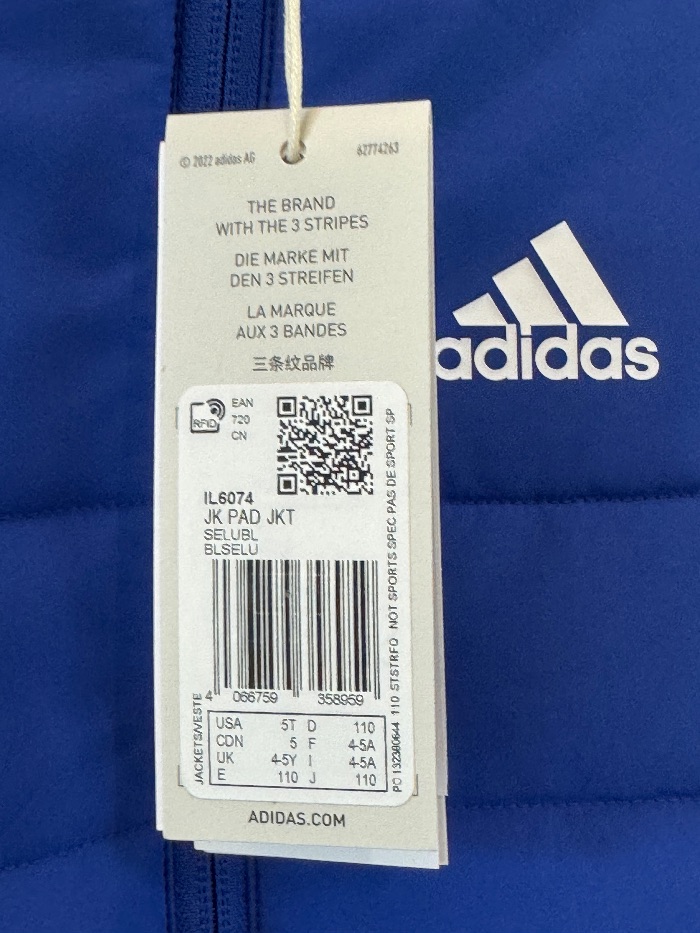 © 2022 adidas AG
62774263
THE BRAND
WITH THE 3 STRIPES
DIE MARKE MIT
DEN 3 STREIFEN
LA MARQUE
AUX 3 BANDES
三条纹品牌
adidas
RFID
EAN
720
CN
IL6074
JK PAD JKT
SELUBL
BLSELU
4 066759 358959
USA 5T D 110
CDN 5 F 4-5A
UK 4-5Y I 4-5A
E 110 J 110
JACKETS/VESTE
110 STSTRFO NOT SPORTS SPEC PAS DE SPORT SP
ADIDAS.COM